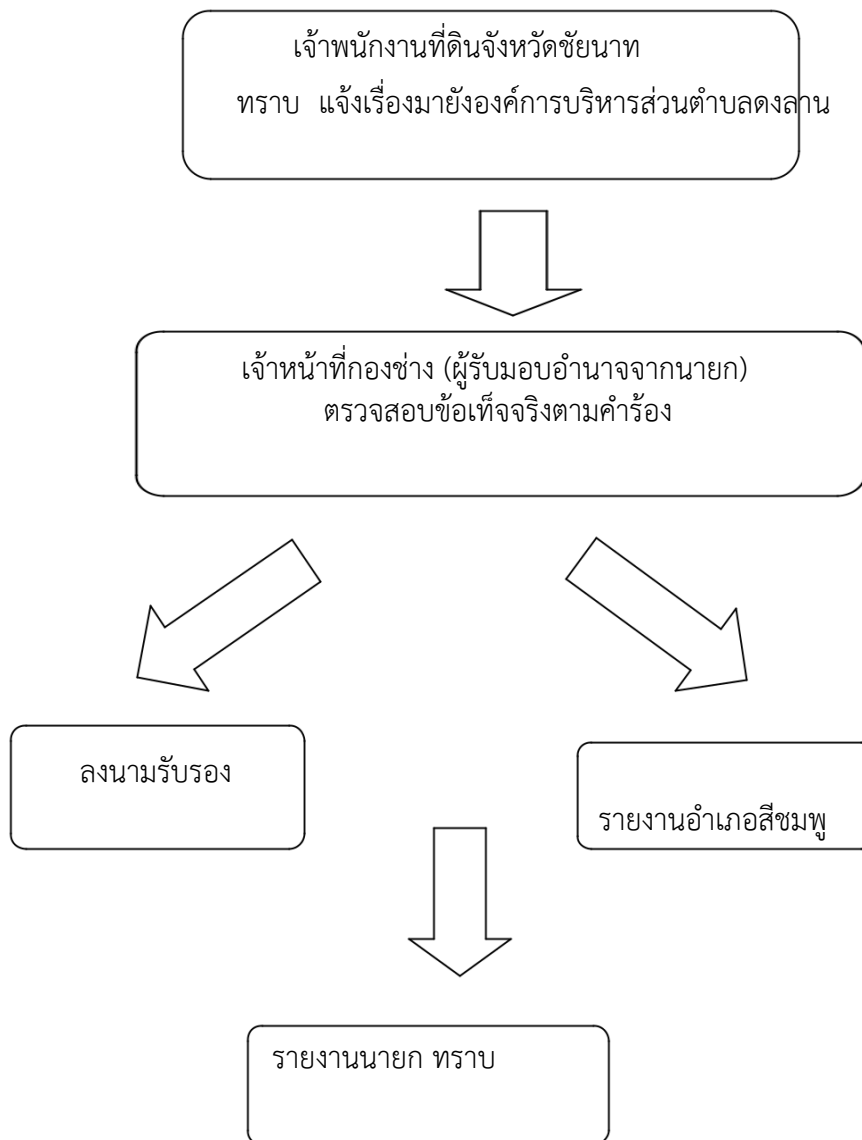 เจ้าพนักงานที่ดินจังหวัดชัยนาท
ทราบ แจ้งเรื่องมายังองค์การบริหารส่วนตำบลดงลาน
เจ้าหน้าที่กองช่าง (ผู้รับมอบอำนาจจากนายก)
ตรวจสอบข้อเท็จจริงตามคำร้อง
ลงนามรับรอง
รายงานอำเภอสีชมพู
รายงานนายก ทราบ